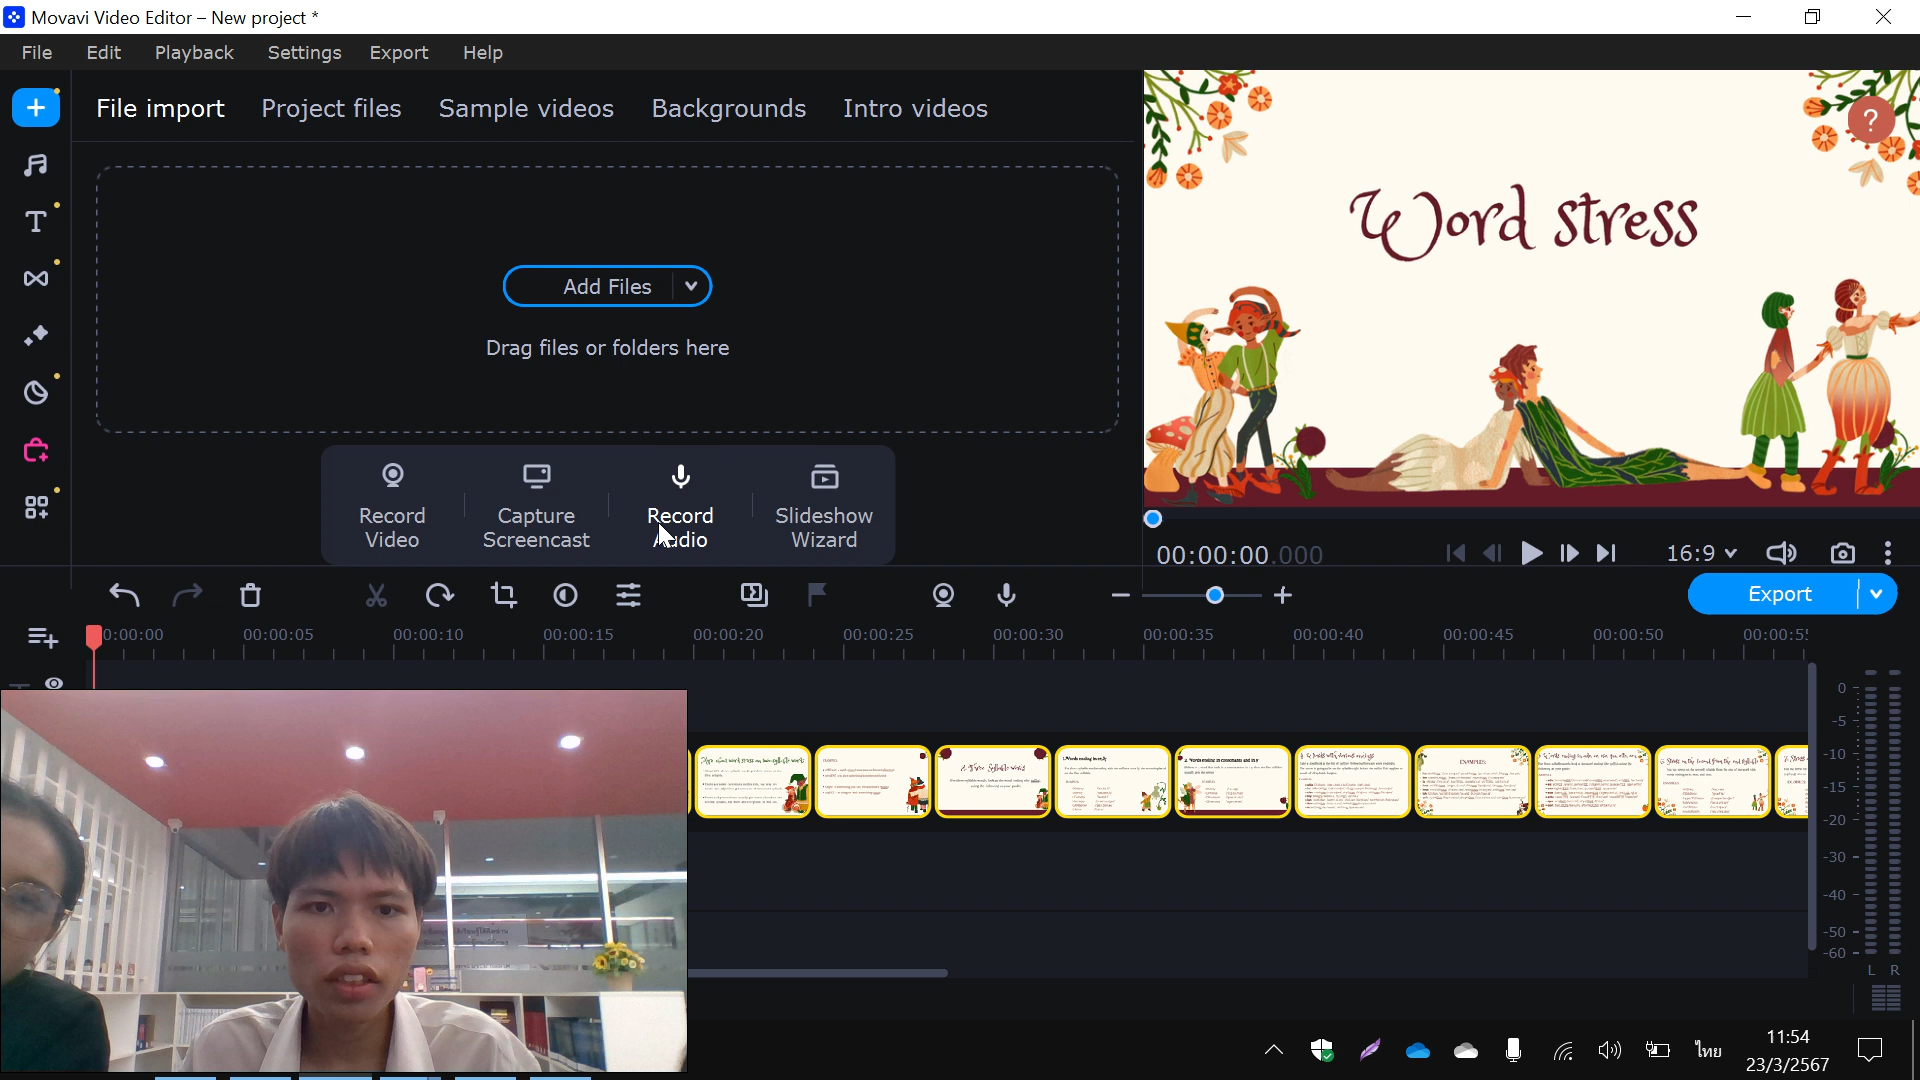 Movavi Video Editor – New project *
File Edit Playback Settings Export Help
File import Project files Sample videos Backgrounds Intro videos
Add Files
Drag files or folders here
Record Video
Capture Screencast
Record Audio
Slideshow Wizard
Word stress
?
00:00:00.000
16:9
Export
0:00:00 00:00:05 00:00:10 00:00:15 00:00:20 00:00:25 00:00:30 00:00:35 00:00:40 00:00:45 00:00:50 00:00:55
EXAMPLES:
0
-5
-10
-15
-20
-30
-40
-50
-60
L R
ไทย
11:54
23/3/2567